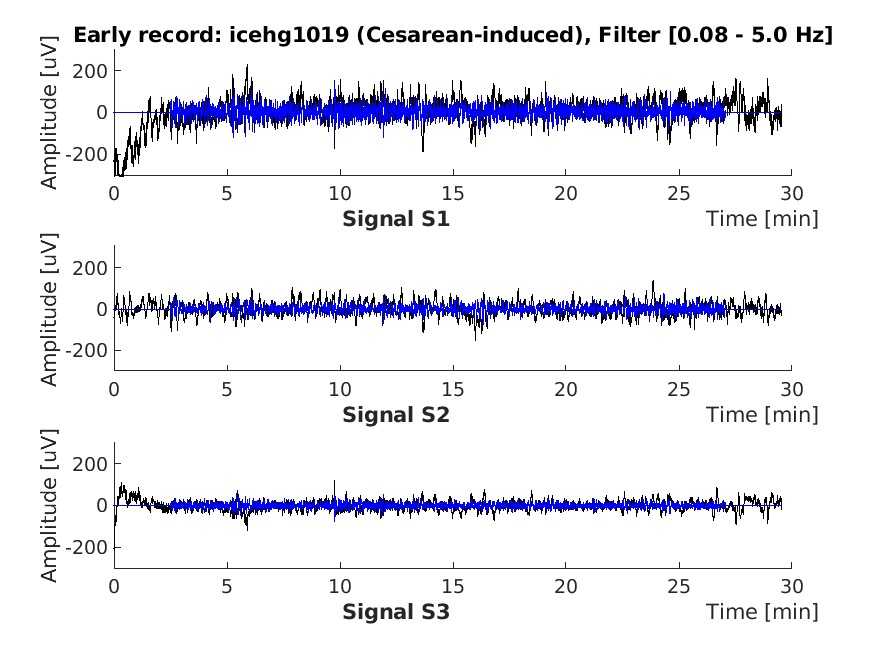 Early record: icehg1019 (Cesarean-induced), Filter [0.08 - 5.0 Hz]
Amplitude [uV]
200
0
-200
0 5 10 15 20 25 30
Signal S1 Time [min]
Amplitude [uV]
200
0
-200
0 5 10 15 20 25 30
Signal S2 Time [min]
Amplitude [uV]
200
0
-200
0 5 10 15 20 25 30
Signal S3 Time [min]